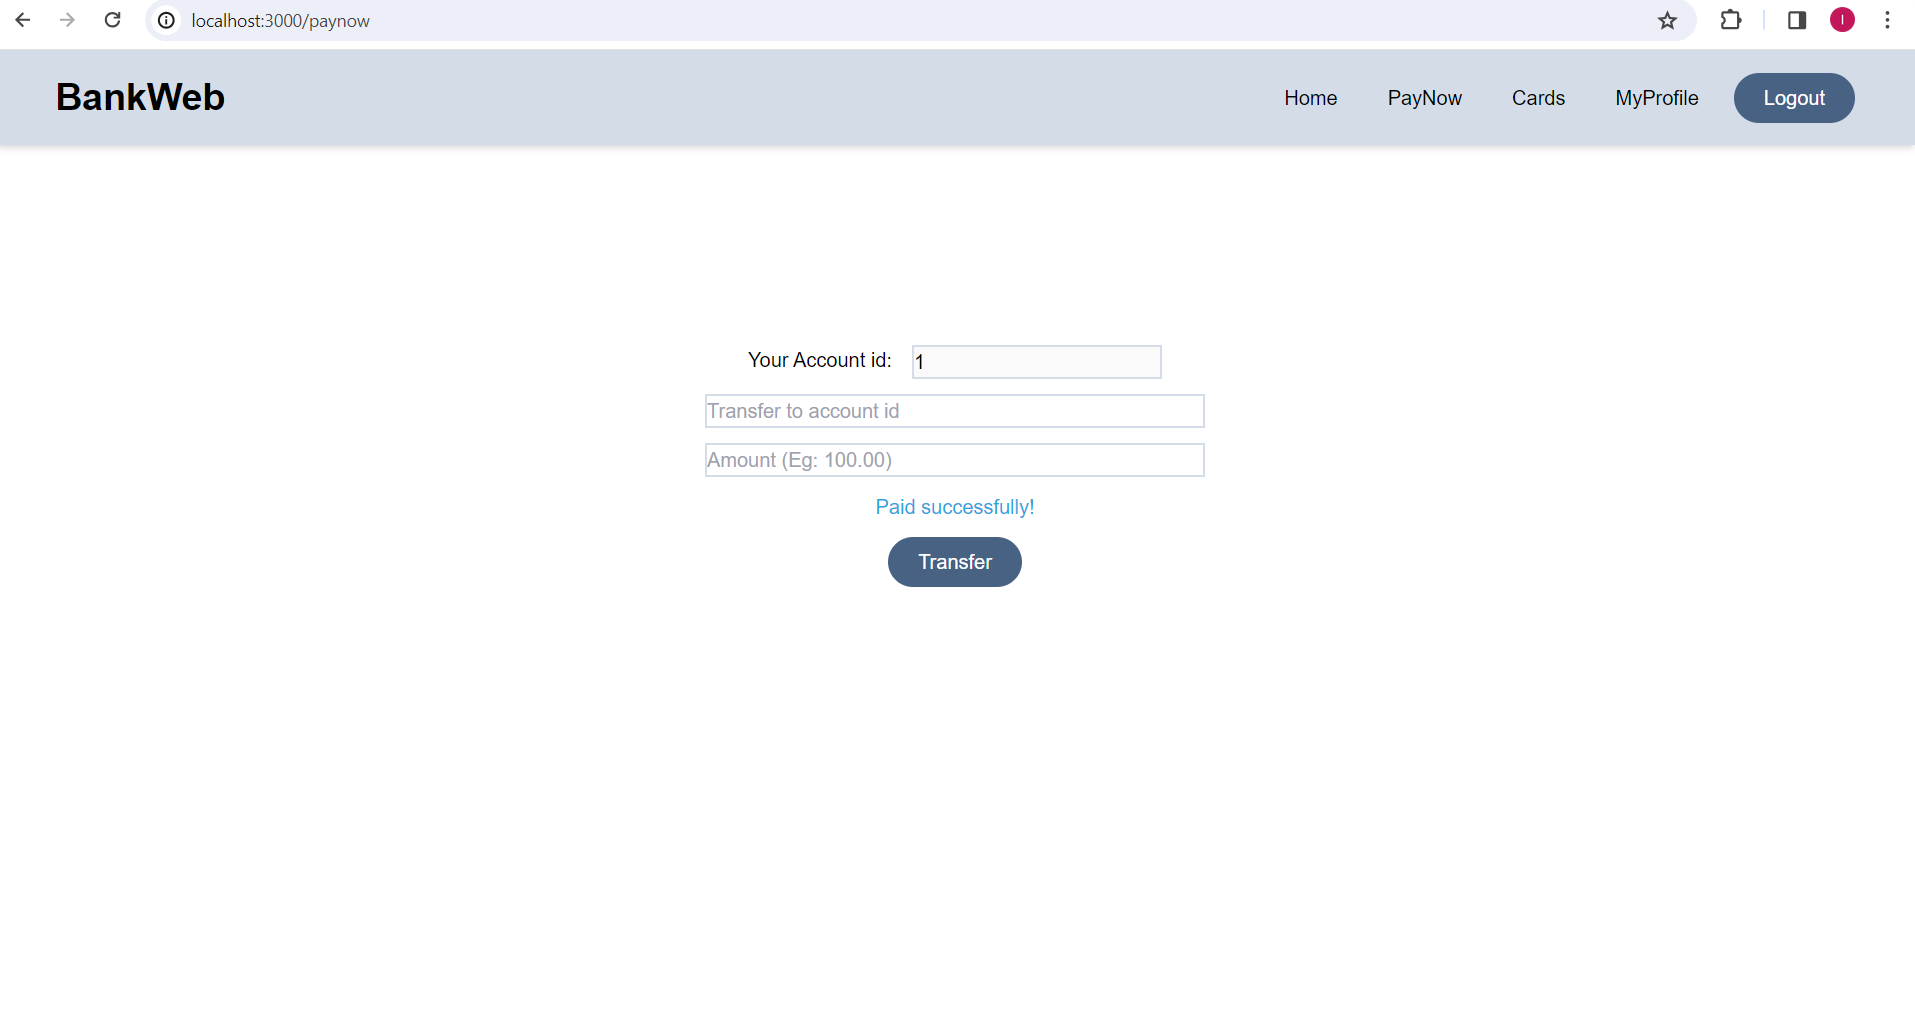 localhost:3000/paynow
I
BankWeb
Home PayNow Cards MyProfile Logout
Your Account id: 1
Transfer to account id
Amount (Eg: 100.00)
Paid successfully!
Transfer